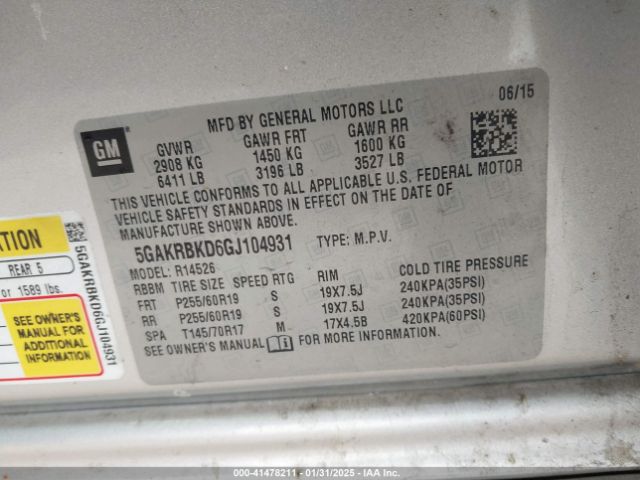 06/15
MFD BY GENERAL MOTORS LLC
GM
GVWR GAWR FRT GAWR RR
2908 KG 1450 KG 1600 KG
6411 LB 3196 LB 3527 LB
THIS VEHICLE CONFORMS TO ALL APPLICABLE U.S. FEDERAL MOTOR
VEHICLE SAFETY STANDARDS IN EFFECT ON THE DATE OF
MANUFACTURE SHOWN ABOVE.
5GAKRBKD6GJ104931 TYPE: M.P.V.
MODEL: R14526
RBBM TIRE SIZE SPEED RTG RIM COLD TIRE PRESSURE
FRT P255/60R19 S 19X7.5J 240KPA(35PSI)
RR P255/60R19 S 19X7.5J 240KPA(35PSI)
SPA T145/70R17 M 17X4.5B 420KPA(60PSI)
SEE OWNER'S MANUAL FOR MORE INFORMATION.
REAR 5
or 1589 lbs.
SEE OWNER'S
MANUAL FOR
ADDITIONAL
INFORMATION
5GAKRBKD6GJ104931
000-41478211 - 01/31/2025 - IAA Inc.